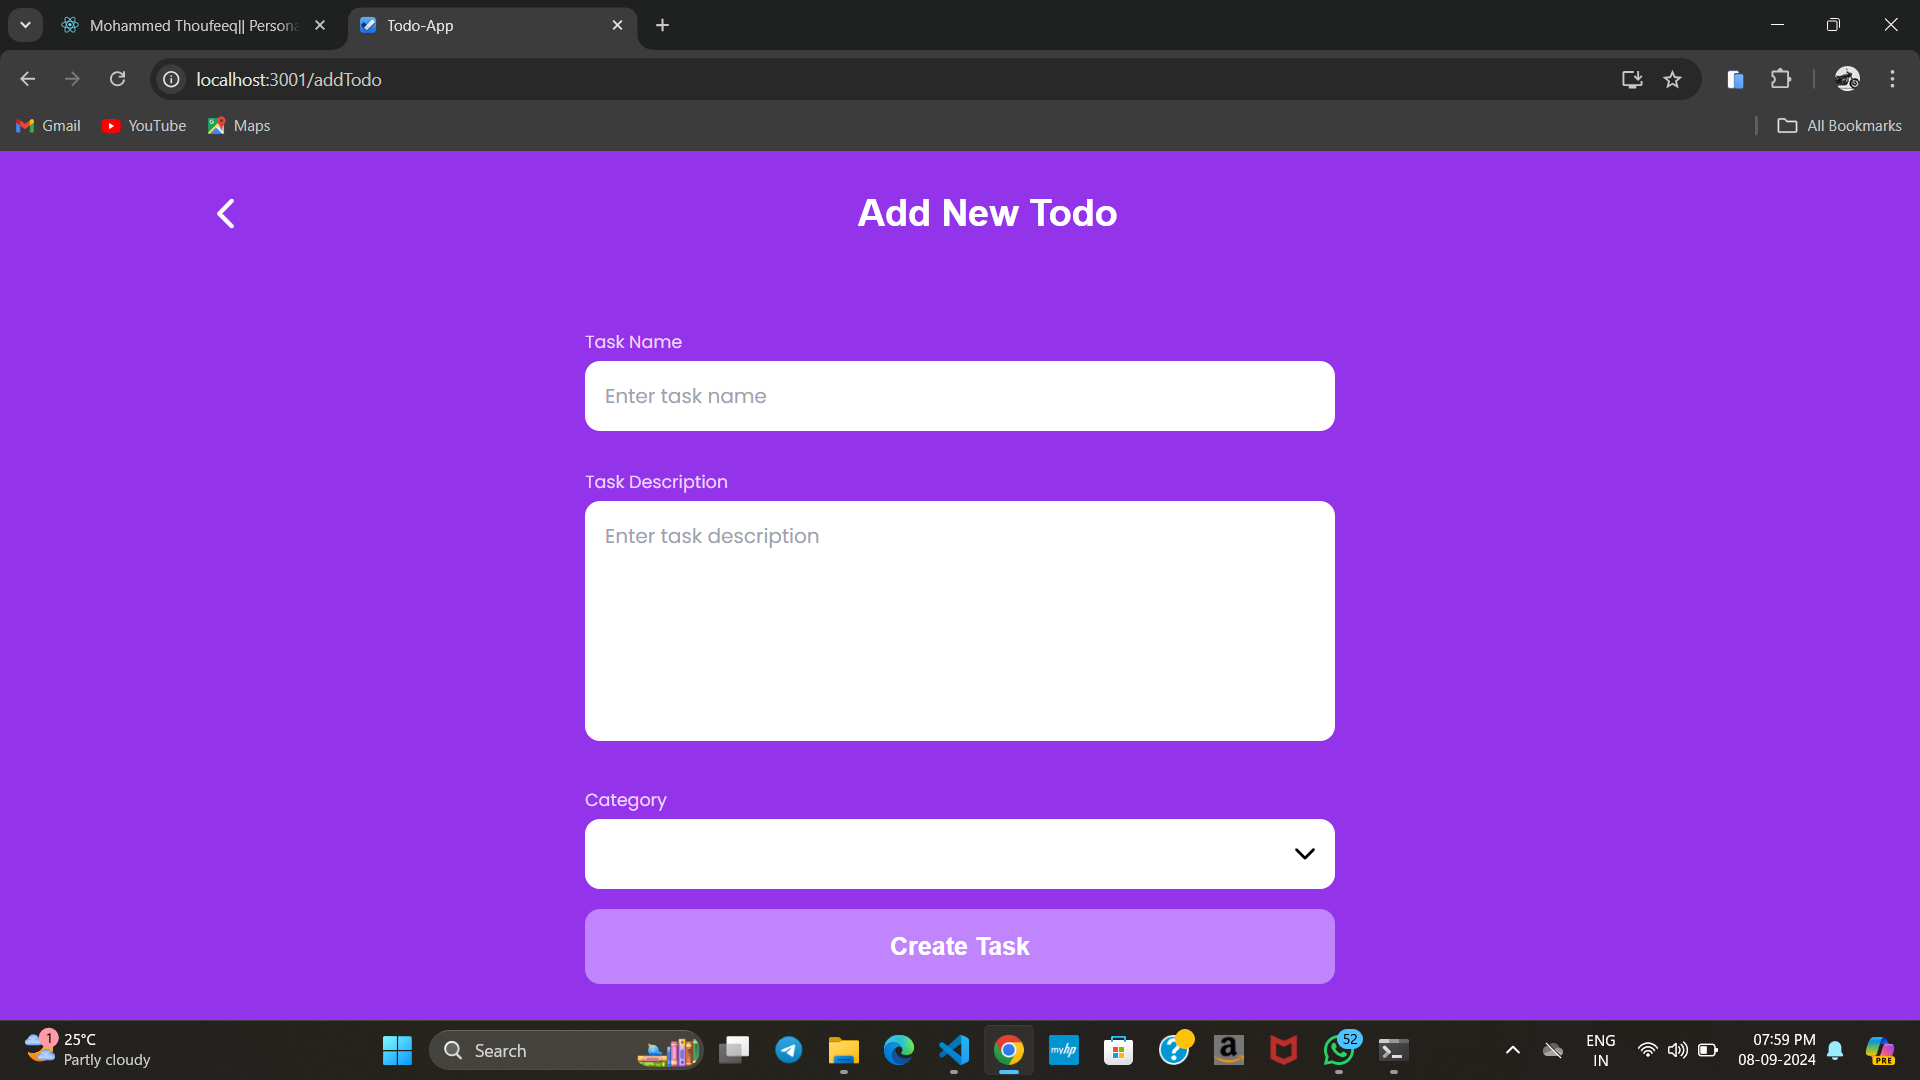 Mohammed Thoufeeq|| Persona
Todo-App
localhost:3001/addTodo
Gmail
YouTube
Maps
All Bookmarks
Add New Todo
Task Name
Enter task name
Task Description
Enter task description
Category
Create Task
1
25°C
Partly cloudy
Search
myhp
a
52
ENG
IN
07:59 PM
08-09-2024
PRE